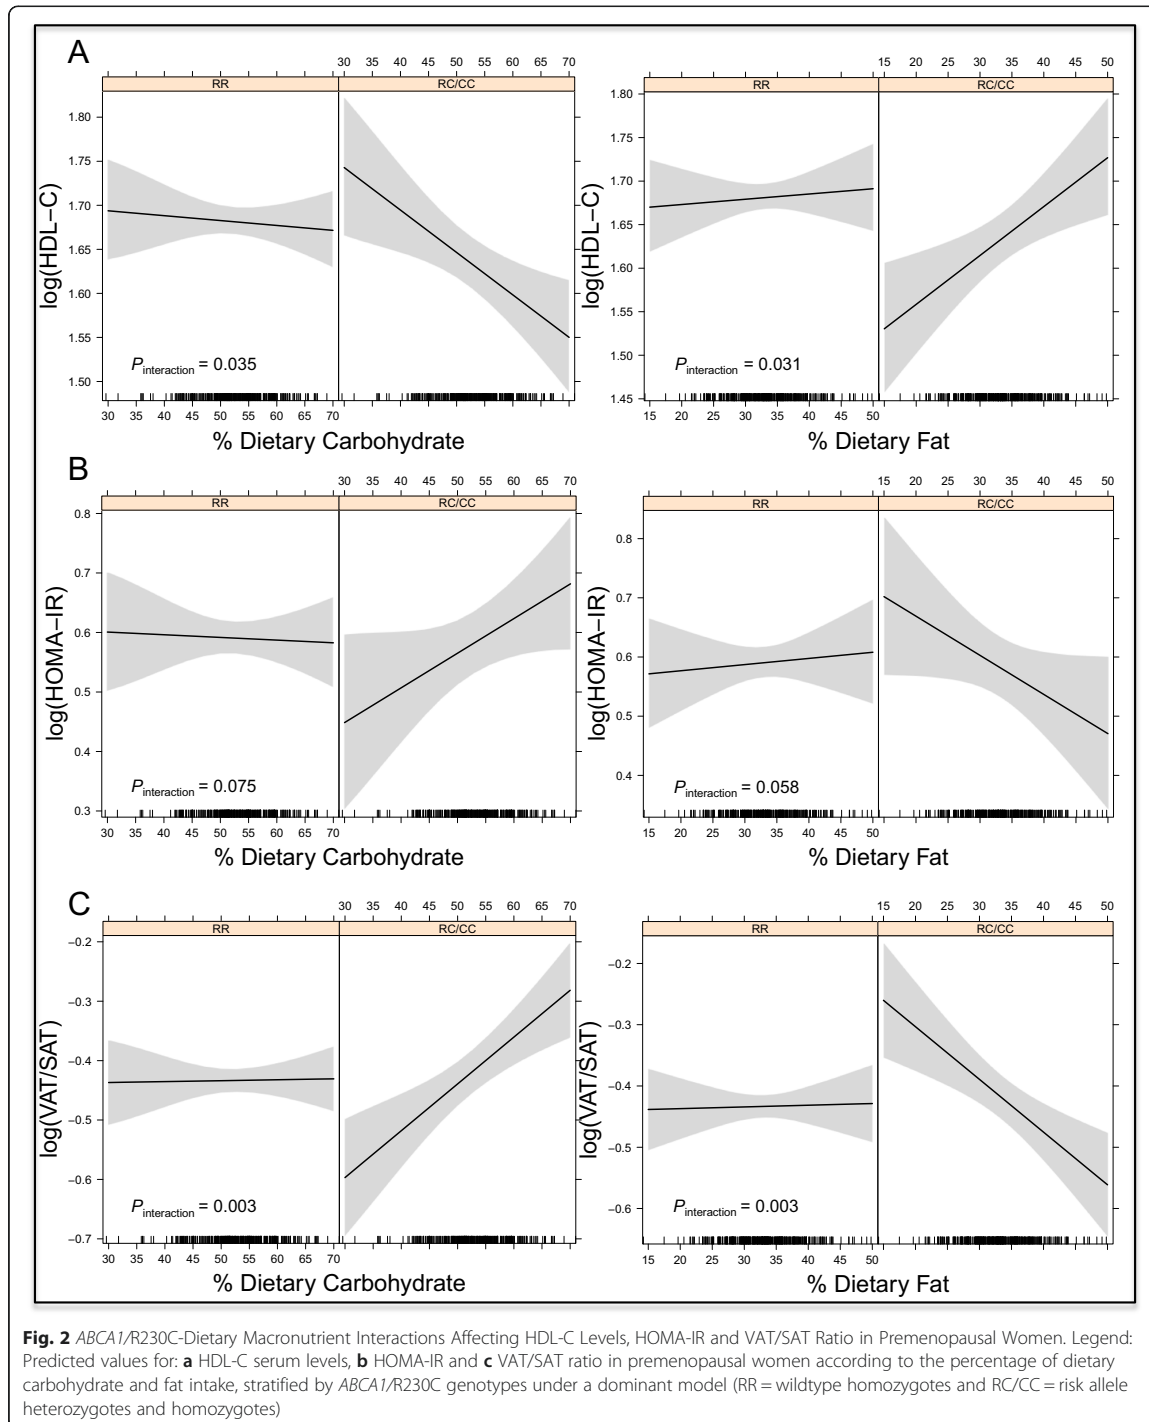 A
30 35 40 45 50 55 60 65 70
15 20 25 30 35 40 45 50
RR
RC/CC
RR
RC/CC
log(HDL−C)
1.80
1.75
1.70
1.65
1.60
1.55
1.50
P interaction = 0.035
30 35 40 45 50 55 60 65 70
% Dietary Carbohydrate
log(HDL−C)
1.80
1.75
1.70
1.65
1.60
1.55
1.50
1.45
P interaction = 0.031
15 20 25 30 35 40 45 50
% Dietary Fat
B
30 35 40 45 50 55 60 65 70
15 20 25 30 35 40 45 50
RR
RC/CC
RR
RC/CC
log(HOMA−IR)
0.8
0.7
0.6
0.5
0.4
0.3
P interaction = 0.075
30 35 40 45 50 55 60 65 70
% Dietary Carbohydrate
log(HOMA−IR)
0.8
0.7
0.6
0.5
0.4
P interaction = 0.058
15 20 25 30 35 40 45 50
% Dietary Fat
C
30 35 40 45 50 55 60 65 70
15 20 25 30 35 40 45 50
RR
RC/CC
RR
RC/CC
log(VAT/SAT)
−0.2
−0.3
−0.4
−0.5
−0.6
−0.7
P interaction = 0.003
30 35 40 45 50 55 60 65 70
% Dietary Carbohydrate
log(VAT/SAT)
−0.2
−0.3
−0.4
−0.5
−0.6
P interaction = 0.003
15 20 25 30 35 40 45 50
% Dietary Fat
Fig. 2 ABCA1/R230C-Dietary Macronutrient Interactions Affecting HDL-C Levels, HOMA-IR and VAT/SAT Ratio in Premenopausal Women. Legend:
Predicted values for: a HDL-C serum levels, b HOMA-IR and c VAT/SAT ratio in premenopausal women according to the percentage of dietary
carbohydrate and fat intake, stratified by ABCA1/R230C genotypes under a dominant model (RR = wildtype homozygotes and RC/CC = risk allele
heterozygotes and homozygotes)